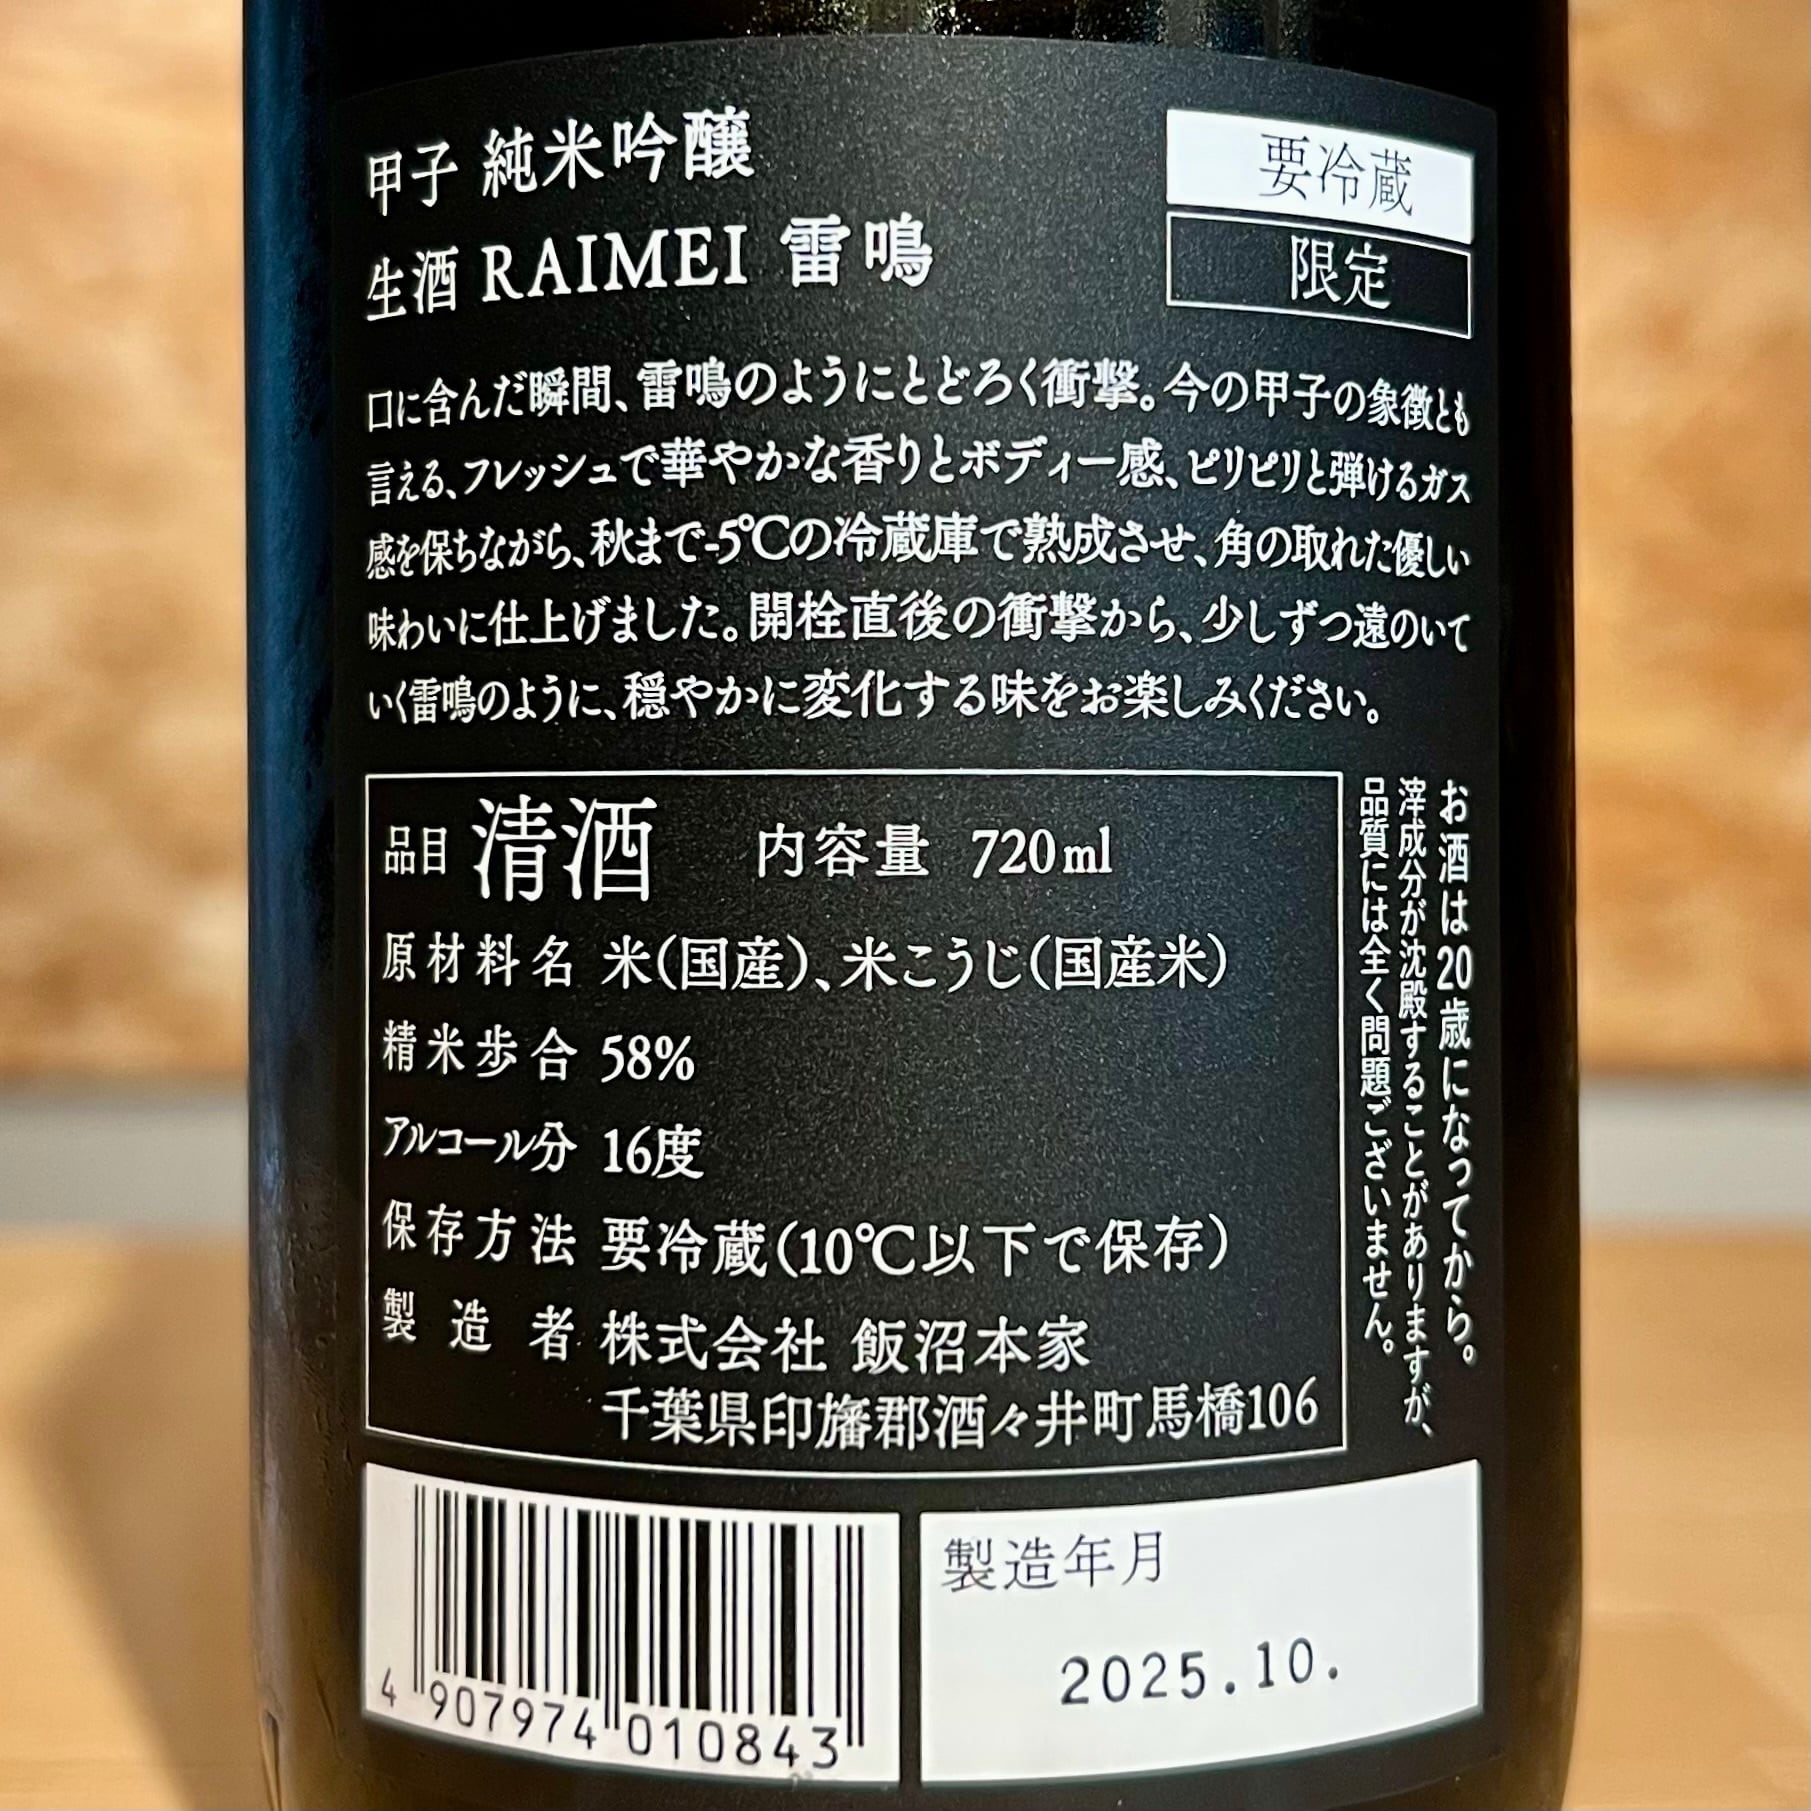 甲子 純米吟醸
生酒 RAIMEI 雷鳴
要冷蔵
限定
口に含んだ瞬間、雷鳴のようにとどろく衝撃。今の甲子の象徴とも
言える、フレッシュで華やかな香りとボディー感、ピリピリと弾けるガス
感を保ちながら、秋まで-5℃の冷蔵庫で熟成させ、角の取れた優しい
味わいに仕上げました。開栓直後の衝撃から、少しずつ遠のいて
いく雷鳴のように、穏やかに変化する味をお楽しみください。
品目 清酒 内容量 720ml
原材料名 米(国産)、米こうじ(国産米)
精米歩合 58%
アルコール分 16度
保存方法 要冷蔵(10℃以下で保存)
製造者 株式会社 飯沼本家
千葉県印旛郡酒々井町馬橋106
お酒は20歳になってから。
滓成分が沈殿することがありますが、
品質には全く問題ございません。
4 907974 010843
製造年月
2025.10.